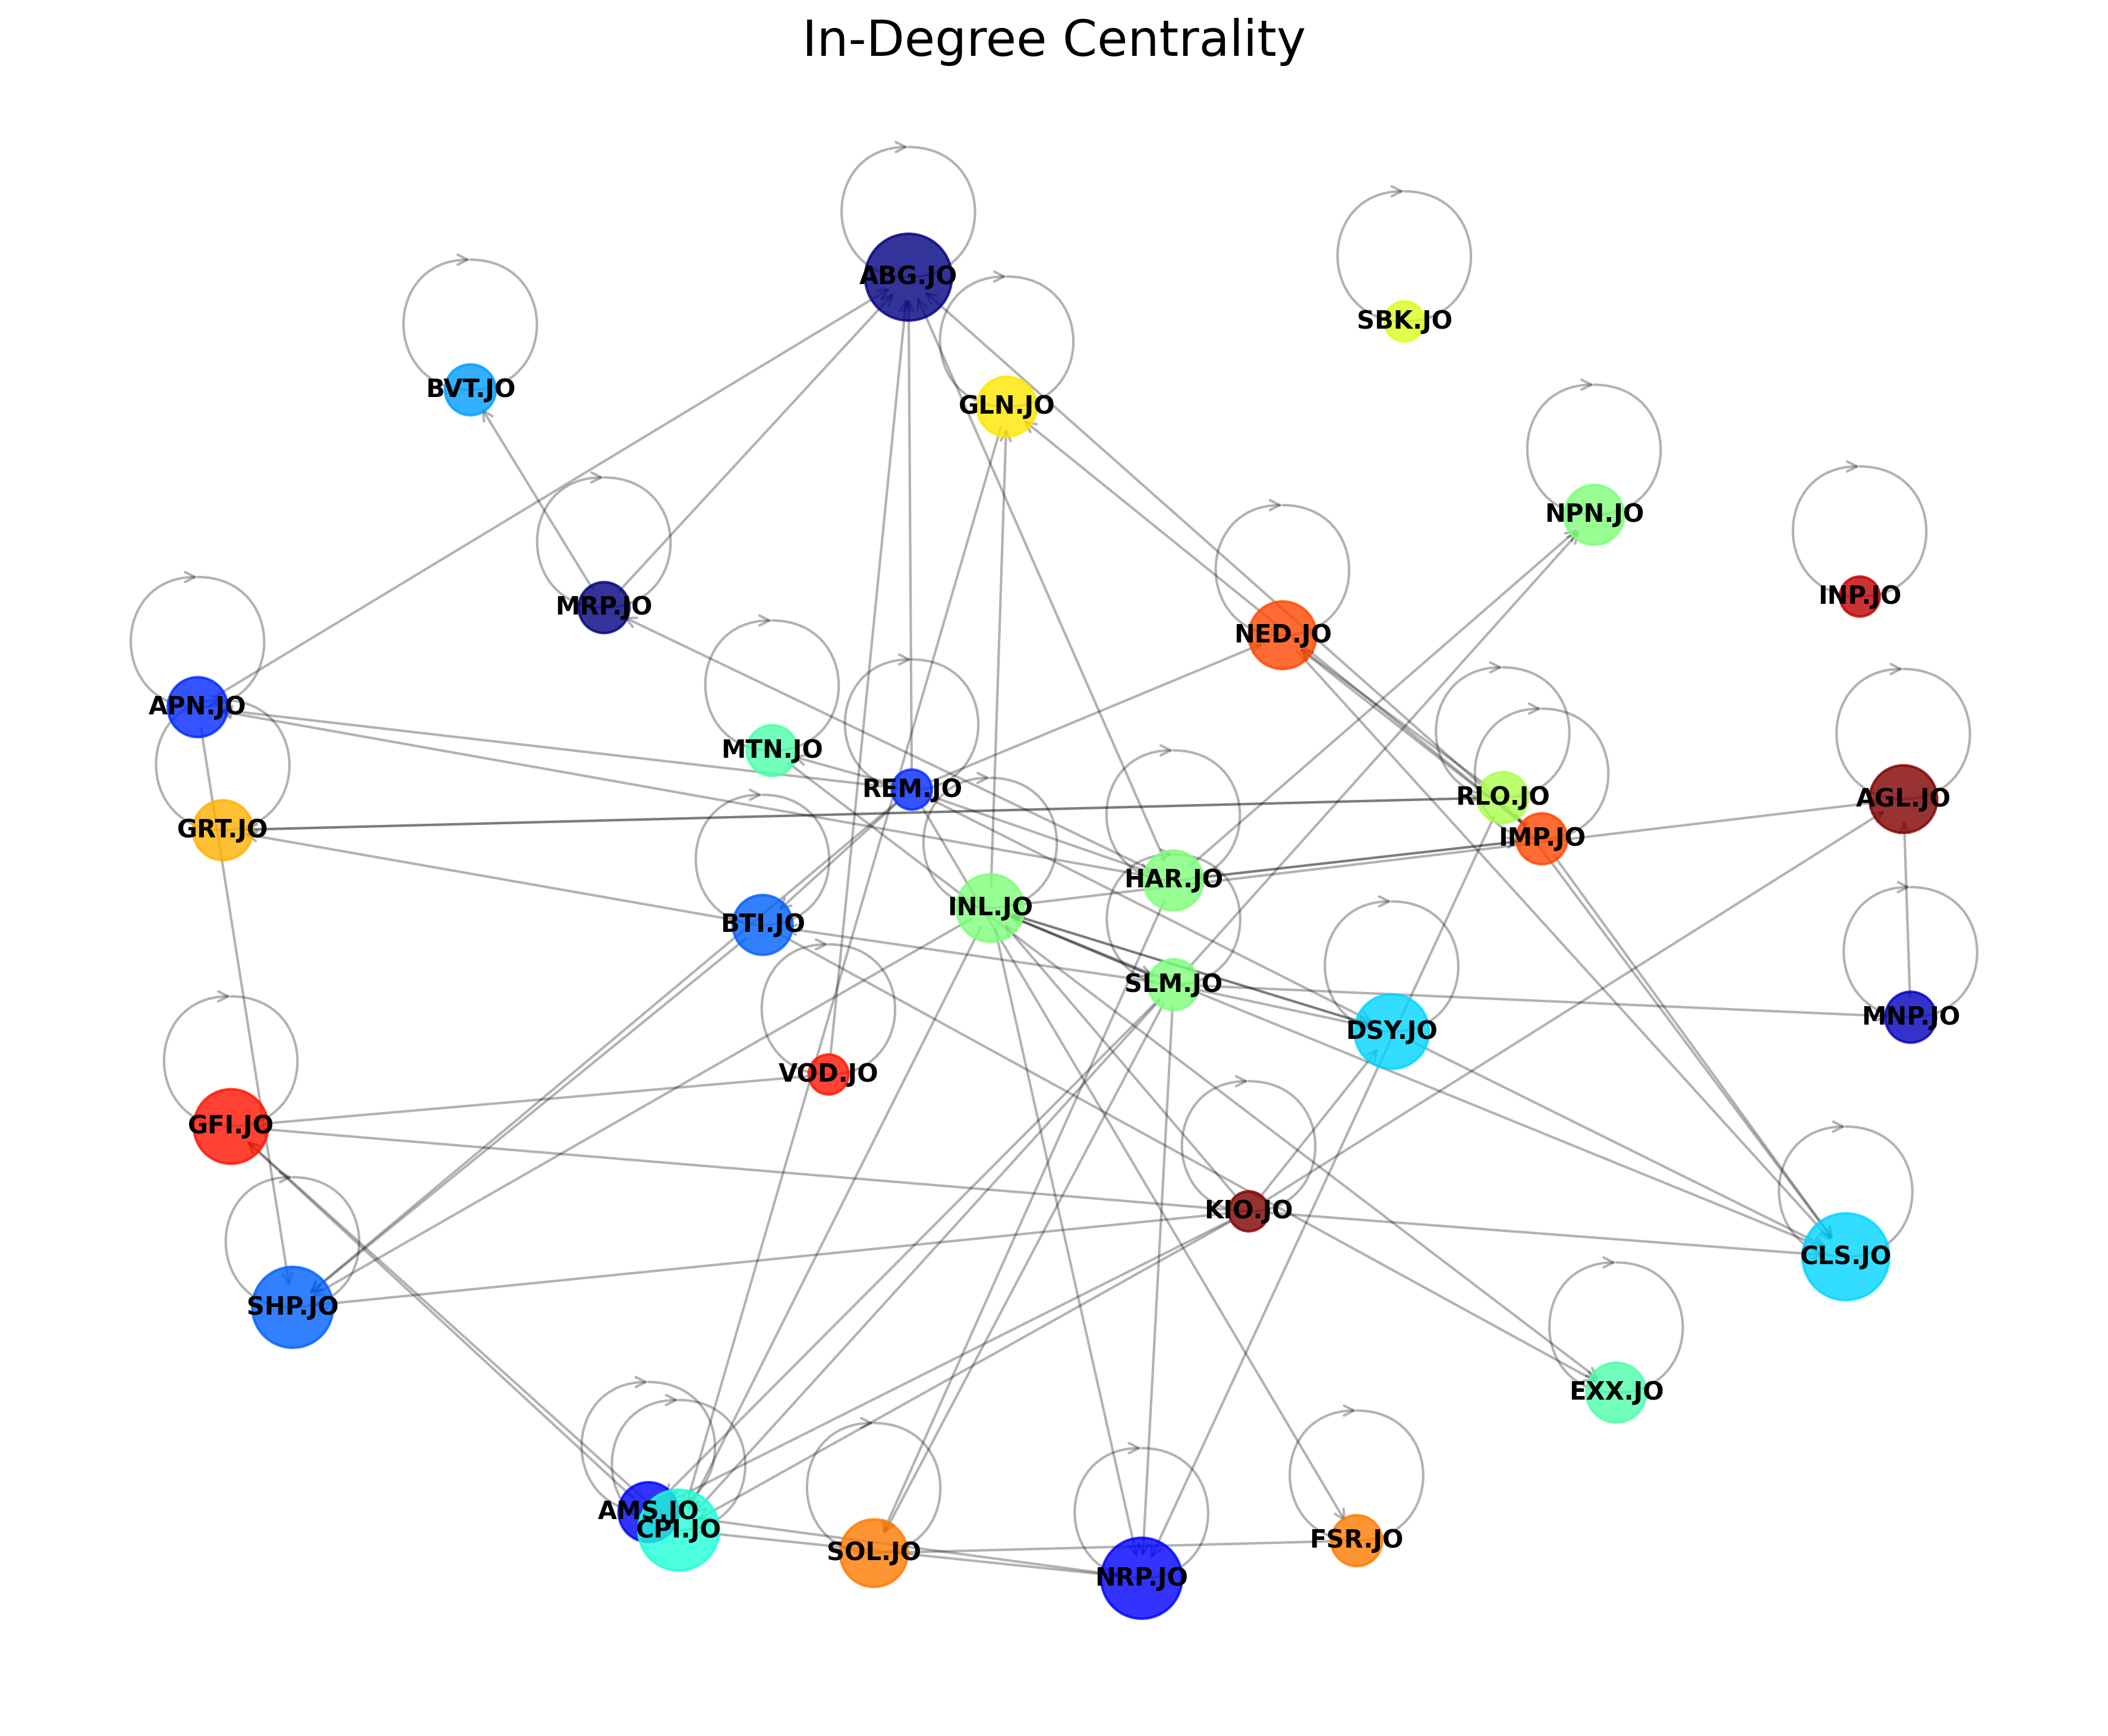 In-Degree Centrality
ABG.JO
SBK.JO
BVT.JO
GLN.JO
NPN.JO
INP.JO
MRP.JO
NED.JO
APN.JO
MTN.JO
REM.JO
RLO.JO
AGL.JO
GRT.JO
IMP.JO
HAR.JO
INL.JO
BTI.JO
SLM.JO
MNP.JO
DSY.JO
VOD.JO
GFI.JO
KIO.JO
CLS.JO
SHP.JO
EXX.JO
AMS.JO
CPI.JO
FSR.JO
SOL.JO
NRP.JO